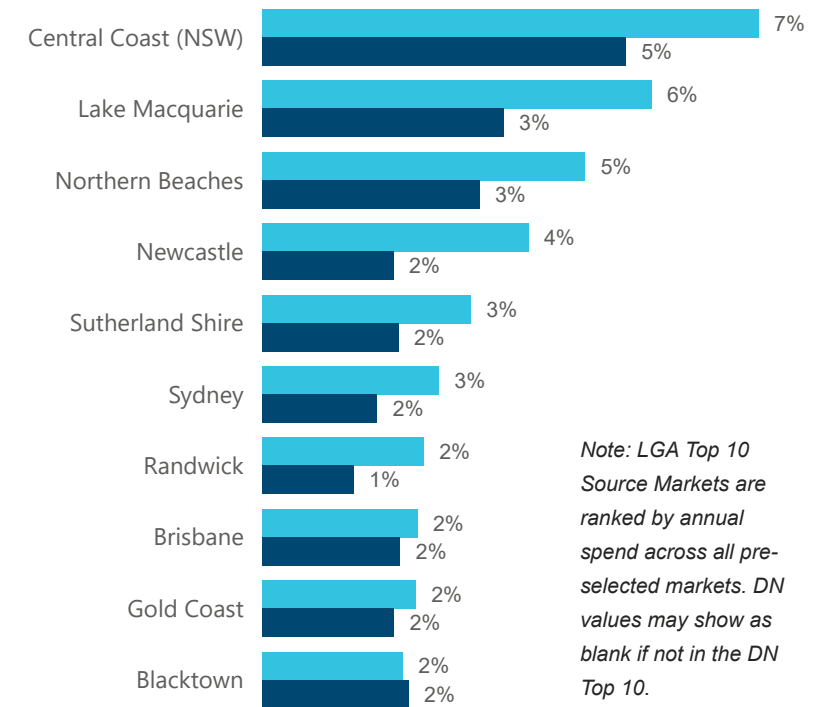 Central Coast (NSW)
7%
5%
Lake Macquarie
6%
3%
Northern Beaches
5%
3%
Newcastle
4%
2%
Sutherland Shire
3%
2%
Sydney
3%
2%
Randwick
2%
1%
Brisbane
2%
2%
Gold Coast
2%
2%
Blacktown
2%
2%
Note: LGA Top 10
Source Markets are
ranked by annual
spend across all pre-
selected markets. DN
values may show as
blank if not in the DN
Top 10.